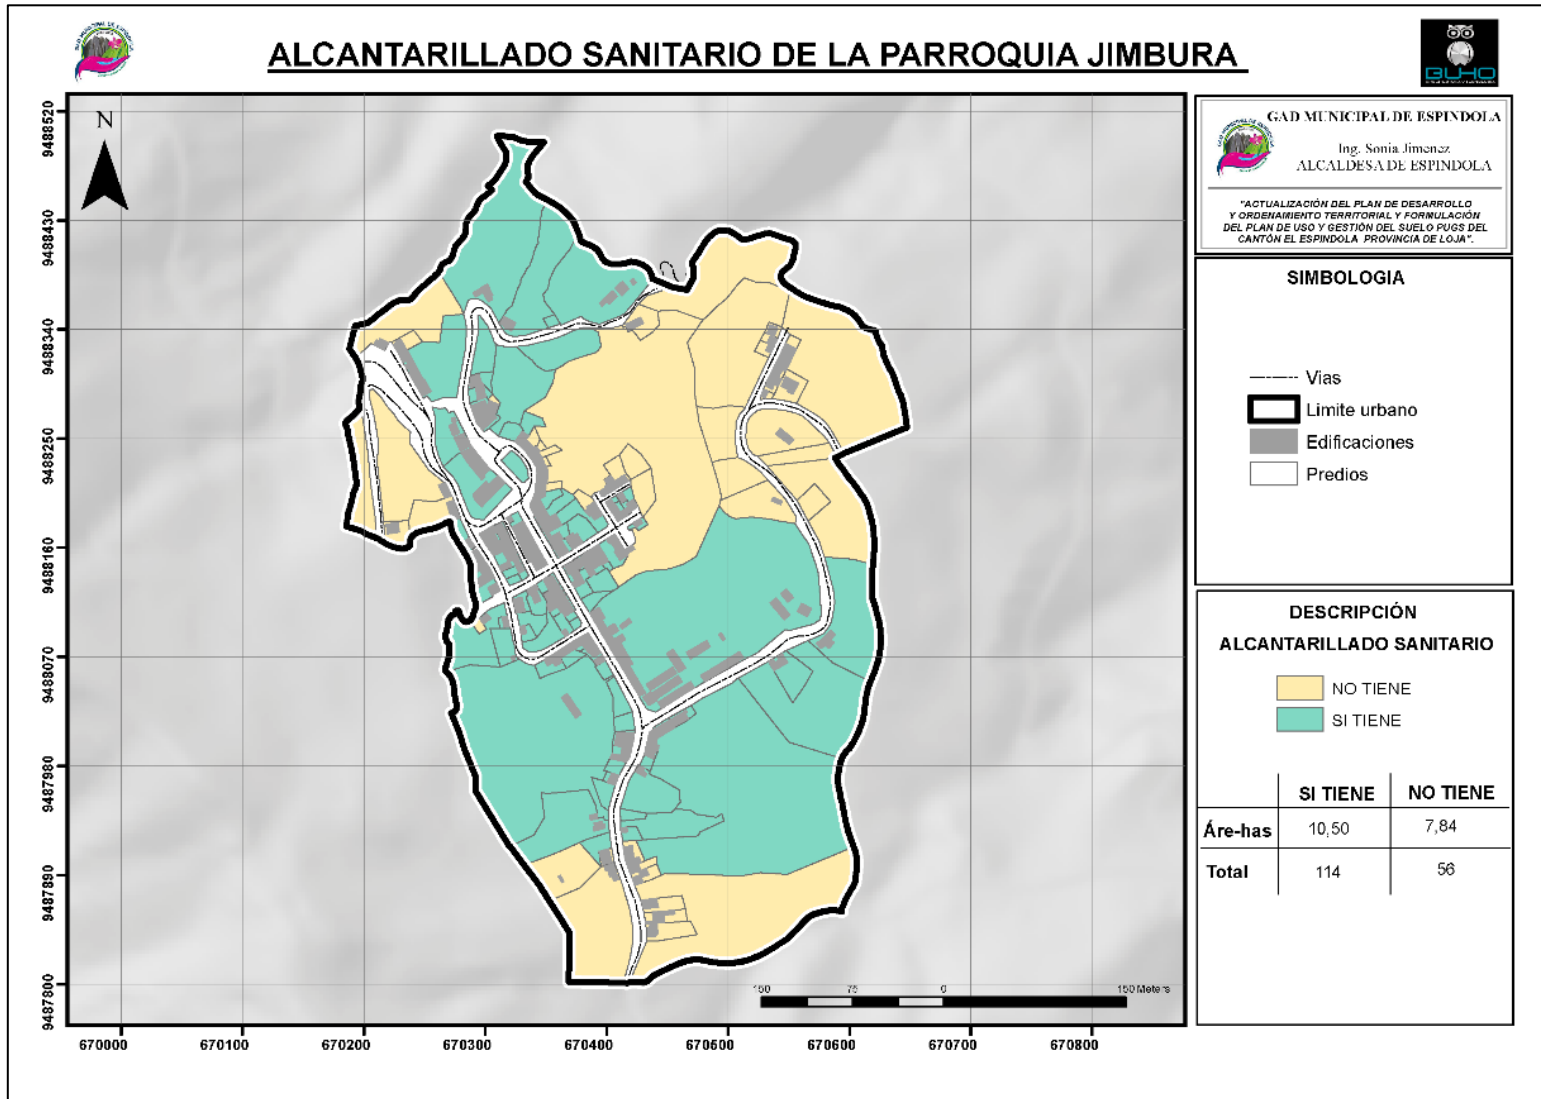 ALCANTARILLADO SANITARIO DE LA PARROQUIA JIMBURA
BUHO
GAD MUNICIPAL DE ESPINDOLA
Ing. Sonia Jimenez
ALCALDESA DE ESPINDOLA
"ACTUALIZACIÓN DEL PLAN DE DESARROLLO
Y ORDENAMIENTO TERRITORIAL Y FORMULACIÓN
DEL PLAN DE USO Y GESTIÓN DEL SUELO PUGS DEL
CANTÓN EL ESPINDOLA PROVINCIA DE LOJA".
SIMBOLOGIA
Vias
Limite urbano
Edificaciones
Predios
DESCRIPCIÓN
ALCANTARILLADO SANITARIO
NO TIENE
SI TIENE
SI TIENE NO TIENE
Áre-has 10,50 7,84
Total 114 56
N
9488520
9488430
9488340
9488250
9488160
9488070
9487980
9487890
9487800
150 75 0 150 Meters
670000 670100 670200 670300 670400 670500 670600 670700 670800